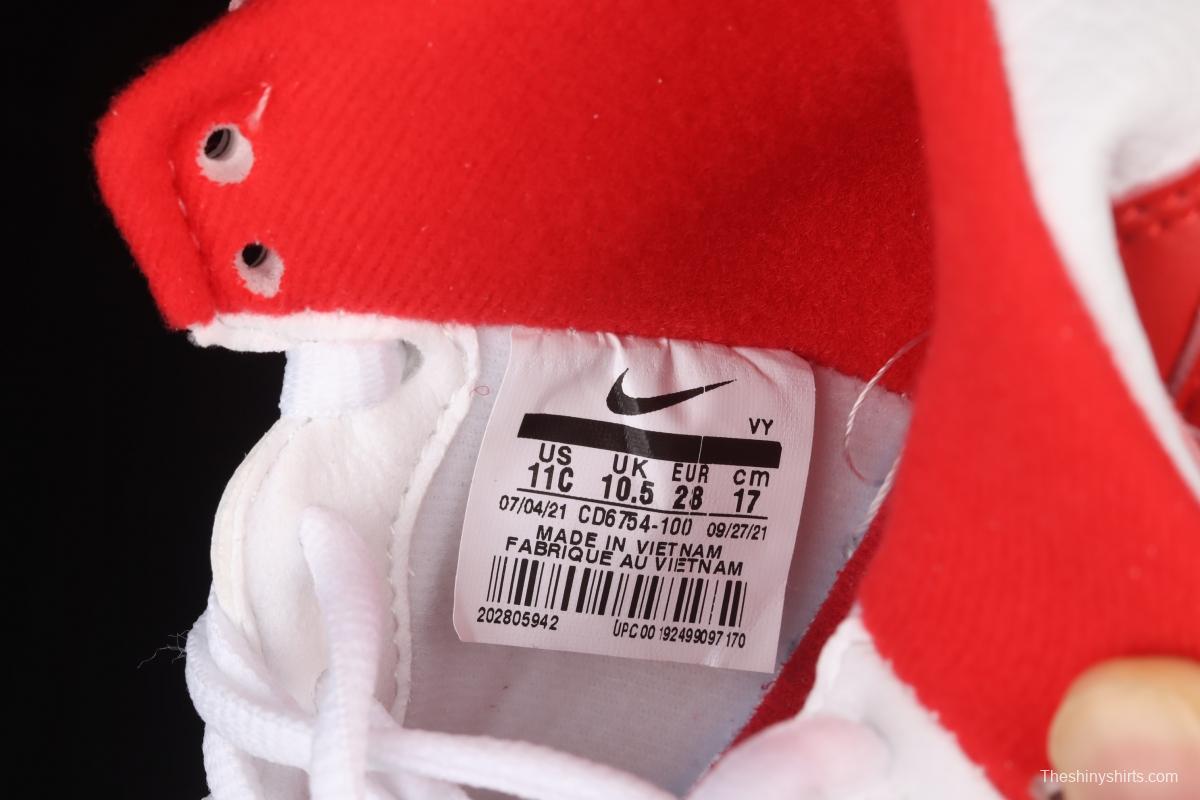 VY
US UK EUR cm
11C 10.5 28 17
07/04/21 CD6754-100 09/27/21
MADE IN VIETNAM
FABRIQUE AU VIETNAM
202805942 UPC 00 192499097170
Theshinyshirts.com